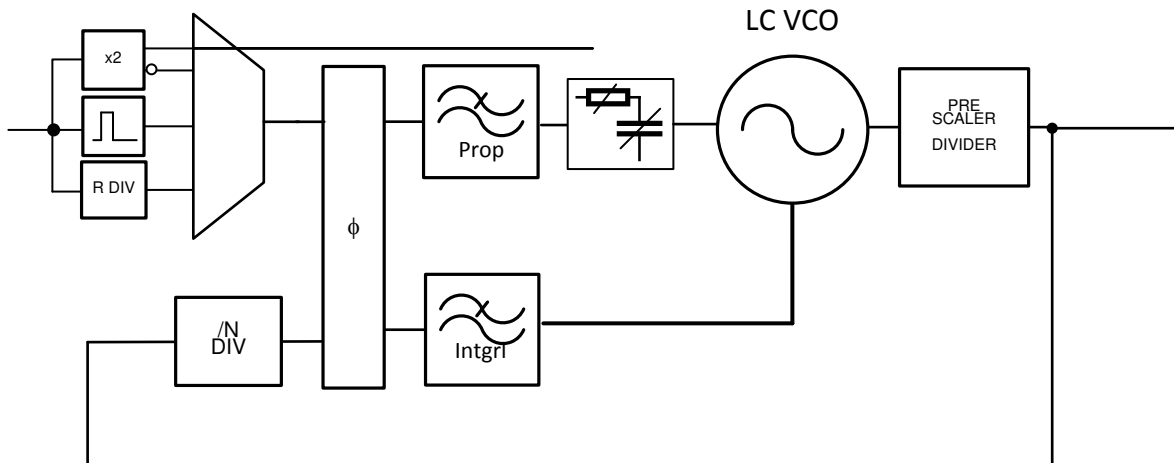 LC VCO
x2
R DIV
Prop
PRE
SCALER
DIVIDER
ϕ
/N
DIV
Intgrl